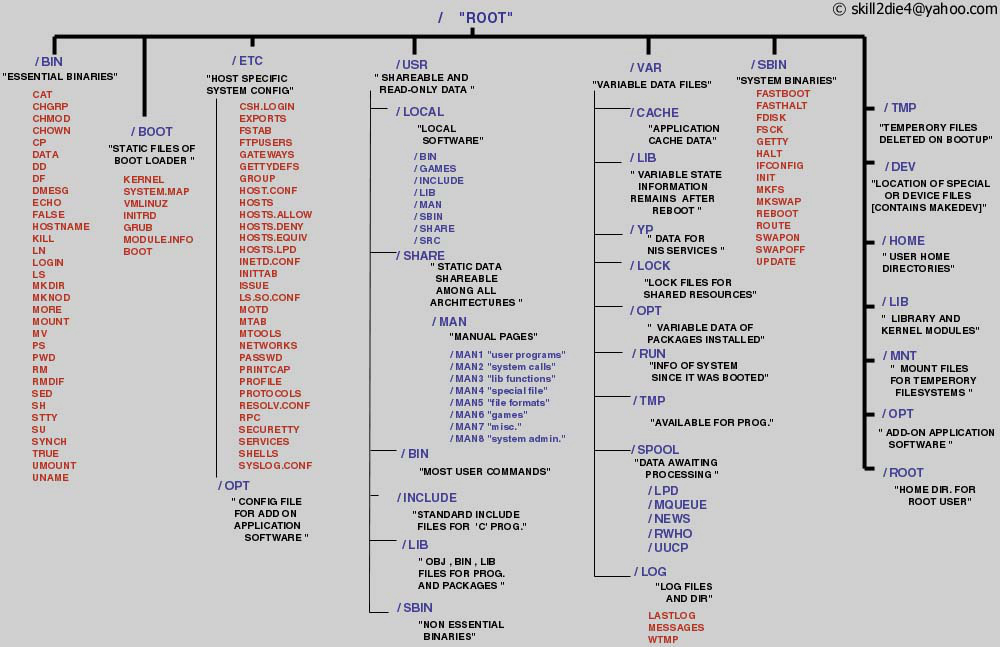 © skill2die4@yahoo.com
/ "ROOT"
/BIN
"ESSENTIAL BINARIES"
CAT
CHGRP
CHMOD
CHOWN
CP
DATA
DD
DF
DMESG
ECHO
FALSE
HOSTNAME
KILL
LN
LOGIN
LS
MKDIR
MKNOD
MORE
MOUNT
MV
PS
PWD
RM
RMDIF
SED
SH
STTY
SU
SYNCH
TRUE
UMOUNT
UNAME
/BOOT
"STATIC FILES OF
BOOT LOADER "
KERNEL
SYSTEM.MAP
VMLINUZ
INITRD
GRUB
MODULE.INFO
BOOT
/ETC
"HOST SPECIFIC
SYSTEM CONFIG"
CSH.LOGIN
EXPORTS
FSTAB
FTPUSERS
GATEWAYS
GETTYDEFS
GROUP
HOST.CONF
HOSTS
HOSTS.ALLOW
HOSTS.DENY
HOSTS.EQUIV
HOSTS.LPD
INETD.CONF
INITTAB
ISSUE
LS.SO.CONF
MOTD
MTAB
MTOOLS
NETWORKS
PASSWD
PRINTCAP
PROFILE
PROTOCOLS
RESOLV.CONF
RPC
SECURETTY
SERVICES
SHELLS
SYSLOG.CONF
/OPT
" CONFIG FILE
FOR ADD ON
APPLICATION
SOFTWARE "
/USR
" SHAREABLE AND
READ-ONLY DATA "
/LOCAL
"LOCAL
SOFTWARE"
/BIN
/GAMES
/INCLUDE
/LIB
/MAN
/SBIN
/SHARE
/SRC
/SHARE
" STATIC DATA
SHAREABLE
AMONG ALL
ARCHITECTURES "
/MAN
"MANUAL PAGES"
/MAN1 "user programs"
/MAN2 "system calls"
/MAN3 "lib functions"
/MAN4 "special file"
/MAN5 "file formats"
/MAN6 "games"
/MAN7 "misc."
/MAN8 "system admin."
/BIN
"MOST USER COMMANDS"
/INCLUDE
"STANDARD INCLUDE
FILES FOR 'C' PROG."
/LIB
" OBJ , BIN , LIB
FILES FOR PROG.
AND PACKAGES "
/SBIN
"NON ESSENTIAL
BINARIES"
/VAR
"VARIABLE DATA FILES"
/CACHE
"APPLICATION
CACHE DATA"
/LIB
" VARIABLE STATE
INFORMATION
REMAINS AFTER
REBOOT "
/YP
" DATA FOR
NISSERVICES "
/LOCK
"LOCK FILES FOR
SHARED RESOURCES"
/OPT
" VARIABLE DATA OF
PACKAGES INSTALLED"
/RUN
"INFO OF SYSTEM
SINCE IT WAS BOOTED"
/TMP
"AVAILABLE FOR PROG."
/SPOOL
"DATA AWAITING
PROCESSING "
/LPD
/MQUEUE
/NEWS
/RWHO
/UUCP
/LOG
"LOG FILES
AND DIR"
LASTLOG
MESSAGES
WTMP
/SBIN
"SYSTEM BINARIES"
FASTBOOT
FASTHALT
FDISK
FSCK
GETTY
HALT
IFCONFIG
INIT
MKFS
MKSWAP
REBOOT
ROUTE
SWAPON
SWAPOFF
UPDATE
/TMP
"TEMPERORY FILES
DELETED ON BOOTUP"
/DEV
"LOCATION OF SPECIAL
OR DEVICE FILES
[CONTAINS MAKEDEV]"
/HOME
" USER HOME
DIRECTORIES"
/LIB
" LIBRARY AND
KERNEL MODULES"
/MNT
" MOUNT FILES
FOR TEMPERORY
FILESYSTEMS "
/OPT
" ADD-ON APPLICATION
SOFTWARE "
/ROOT
"HOME DIR. FOR
ROOT USER"